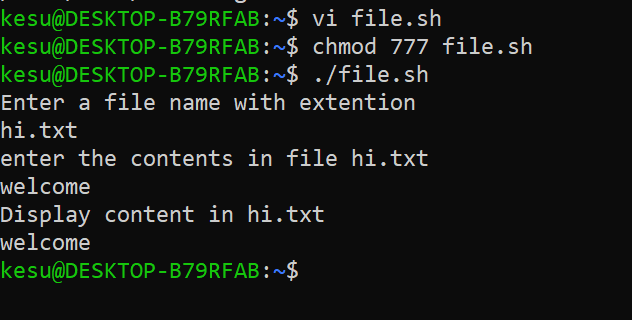 kesu@DESKTOP-B79RFAB:~$ vi file.sh
kesu@DESKTOP-B79RFAB:~$ chmod 777 file.sh
kesu@DESKTOP-B79RFAB:~$ ./file.sh
Enter a file name with extention
hi.txt
enter the contents in file hi.txt
welcome
Display content in hi.txt
welcome
kesu@DESKTOP-B79RFAB:~$